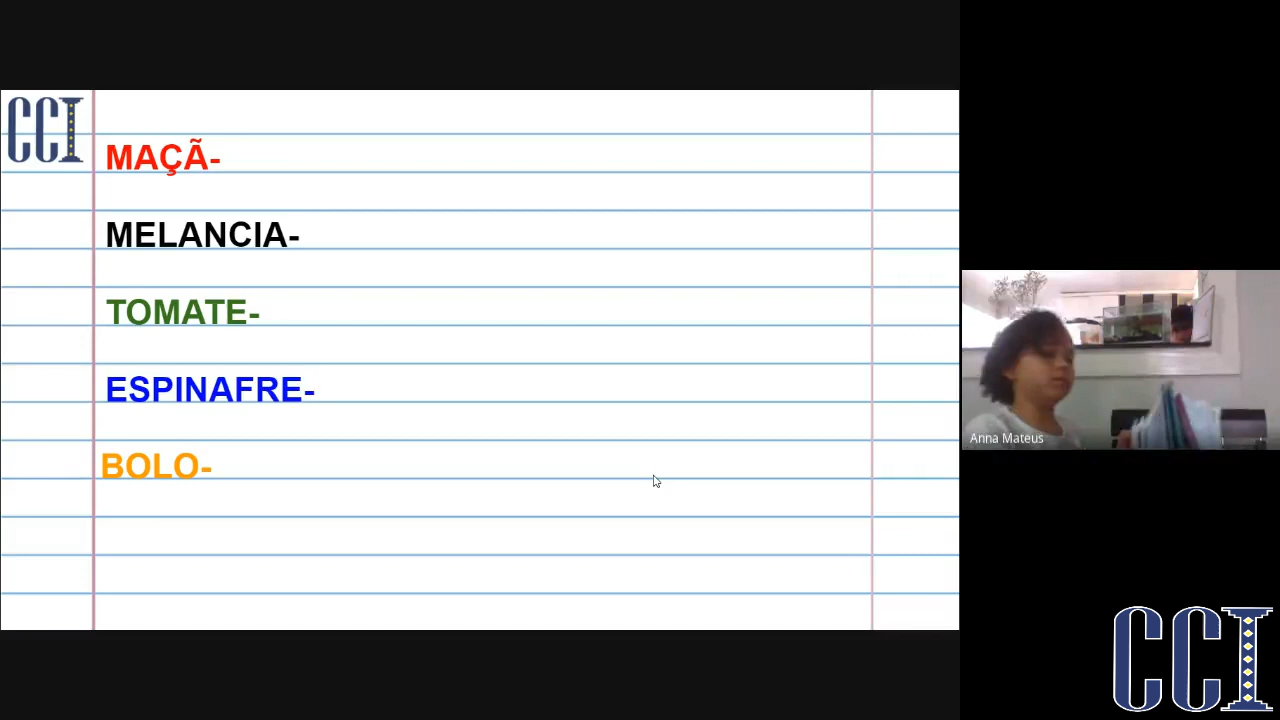 CCI
MAÇÃ-
MELANCIA-
TOMATE-
ESPINAFRE-
BOLO-
Anna Mateus
CCI